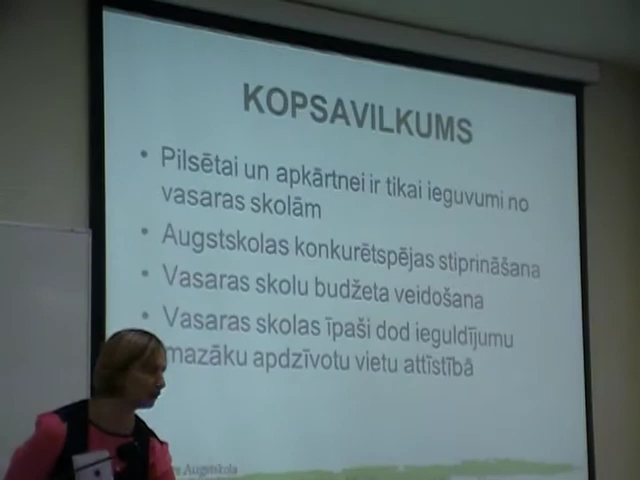 KOPSAVILKUMS
• Pilsētai un apkārtnei ir tikai ieguvumi no
vasaras skolām
• Augstskolas konkurētspējas stiprināšana
• Vasaras skolu budžeta veidošana
• Vasaras skolas īpaši dod ieguldījumu
mazāku apdzīvotu vietu attīstībā
Augstskola